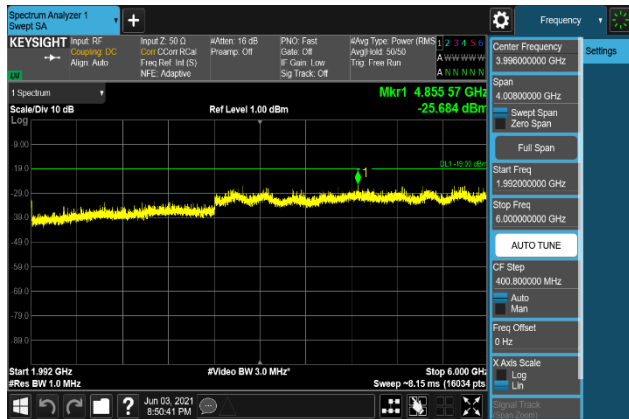 Spectrum Analyzer 1
Swept SA
Frequency
KEYSIGHT
Input: RF
Coupling: DC
Align: Auto
Input Z: 50 Ω
Corr CCorr RCal
Freq Ref: Int (S)
NFE: Adaptive
#Atten: 16 dB
Preamp: Off
PNO: Fast
Gate: Off
IF Gain: Low
Sig Track: Off
#Avg Type: Power (RMS
Avg|Hold: 50/50
Trig: Free Run
1 2 3 4 5 6
A W W W W W
A N N N N N
1 Spectrum
Scale/Div 10 dB
Log
Ref Level 1.00 dBm
Mkr1 4.855 57 GHz
-25.684 dBm
-9.00
-19.0
-29.0
-39.0
-49.0
-59.0
-69.0
-79.0
-89.0
DL1 -19.00 dBm
1
Start 1.992 GHz
#Res BW 1.0 MHz
#Video BW 3.0 MHz*
Stop 6.000 GHz
Sweep ~8.15 ms (16034 pts
Center Frequency
3.996000000 GHz
Settings
Span
4.00800000 GHz
Swept Span
Zero Span
Full Span
Start Freq
1.992000000 GHz
Stop Freq
6.000000000 GHz
AUTO TUNE
CF Step
400.800000 MHz
Auto
Man
Freq Offset
0 Hz
X Axis Scale
Log
Lin
Signal Track
(Span Zoom)
?
Jun 03, 2021
8:50:41 PM